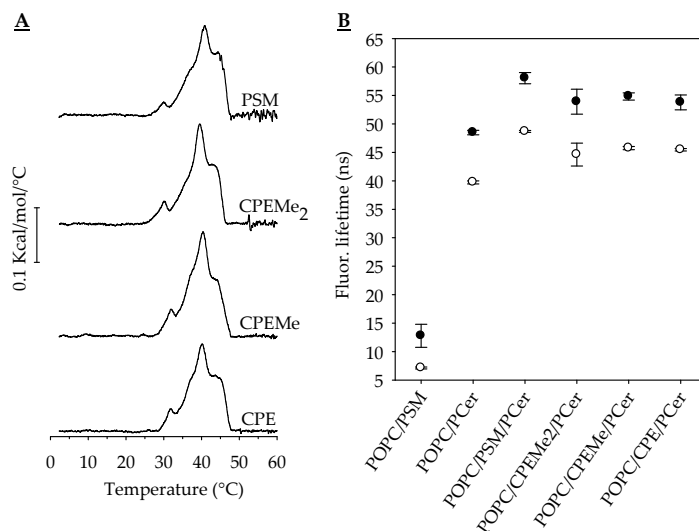 A
PSM
CPEMe2
CPEMe
CPE
0.1 Kcal/mol/°C
0 10 20 30 40 50 60
Temperature (°C)
B
65
60
55
50
45
40
35
30
25
20
15
10
5
Fluor. lifetime (ns)
POPC/PSM
POPC/PCer
POPC/PSM/PCer
POPC/CPEMe2/PCer
POPC/CPEMe/PCer
POPC/CPE/PCer